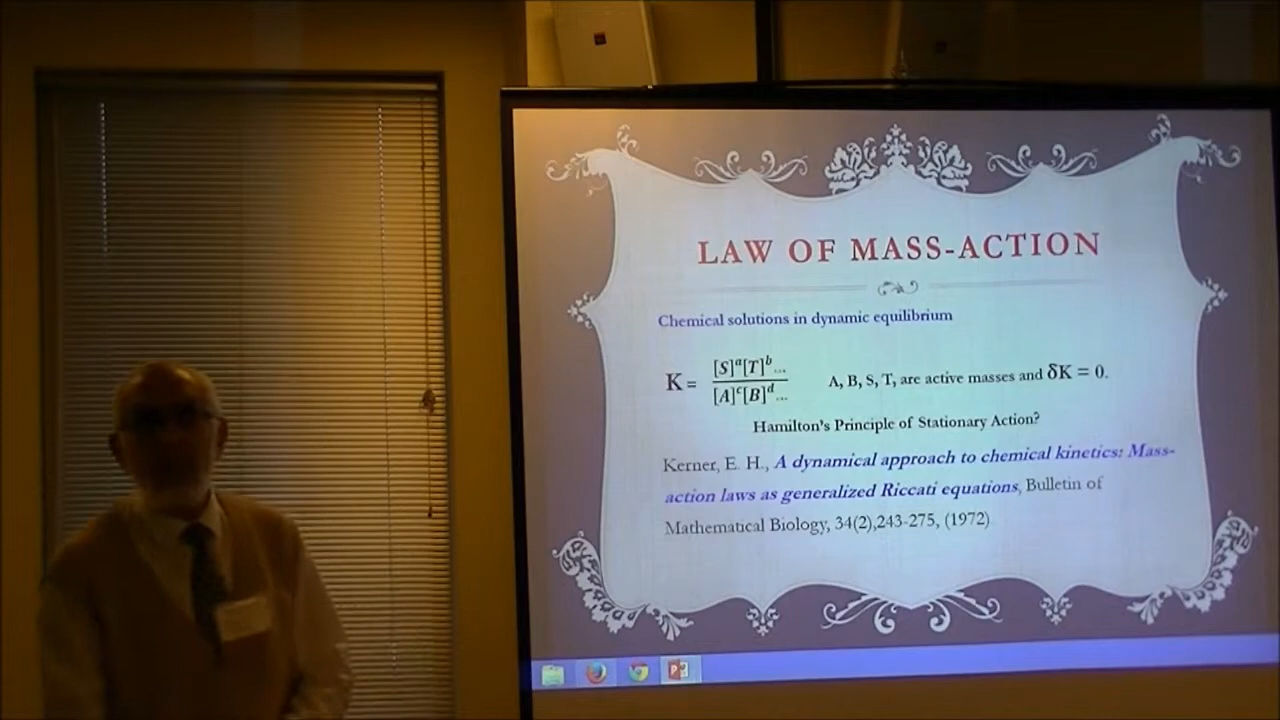 LAW OF MASS-ACTION
Chemical solutions in dynamic equilibrium
K = [S]ᵃ[T]ᵇ... / [A]ᶜ[B]ᵈ... A, B, S, T, are active masses and δK = 0.
Hamilton's Principle of Stationary Action?
Kerner, E. H., A dynamical approach to chemical kinetics: Mass-
action laws as generalized Riccati equations, Bulletin of
Mathematical Biology, 34(2),243-275, (1972)